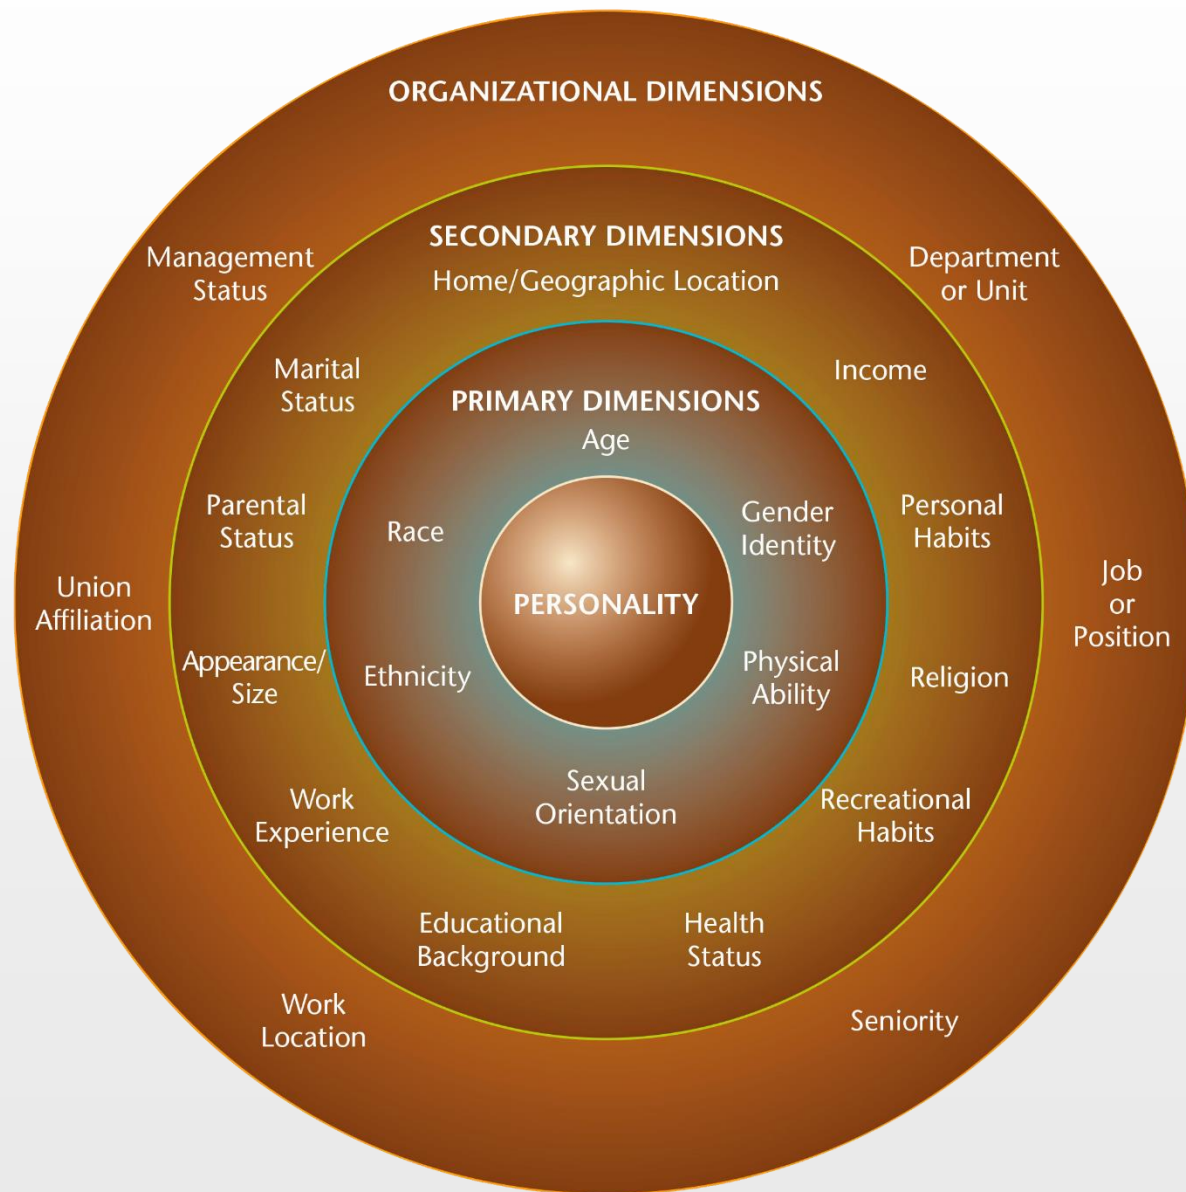 ORGANIZATIONAL DIMENSIONS
Management
Status
Department
or Unit
Union
Affiliation
Job
or
Position
Work
Location
Seniority
SECONDARY DIMENSIONS
Home/Geographic Location
Marital
Status
Income
Parental
Status
Personal
Habits
Appearance/
Size
Religion
Work
Experience
Recreational
Habits
Educational
Background
Health
Status
PRIMARY DIMENSIONS
Age
Race
Gender
Identity
Ethnicity
Physical
Ability
Sexual
Orientation
PERSONALITY